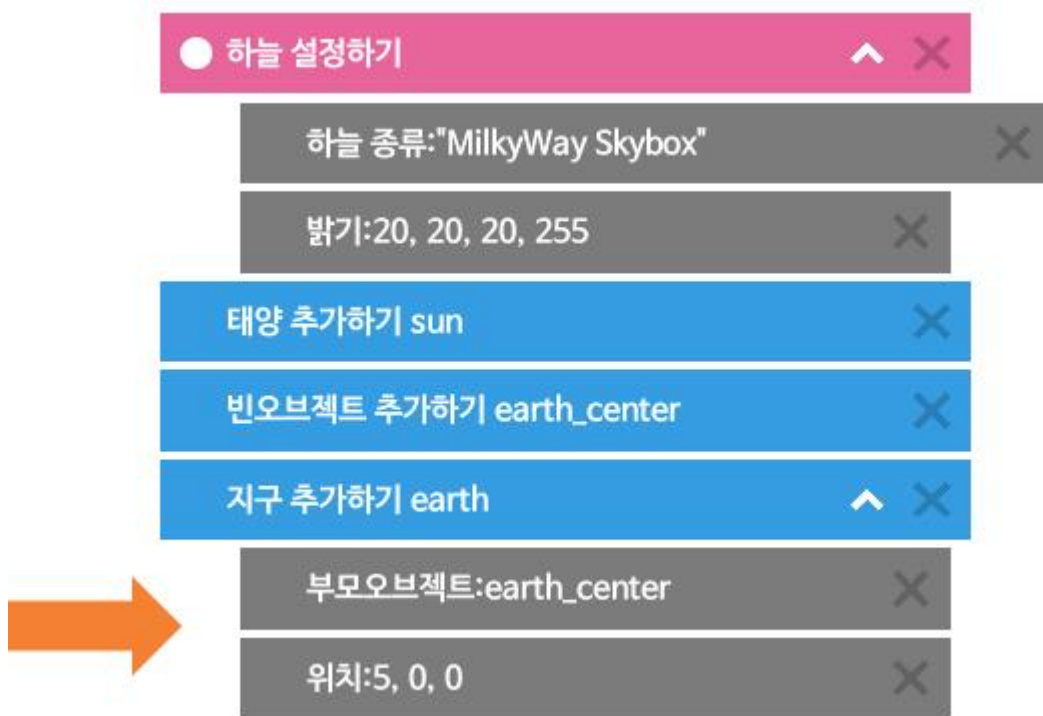 하늘 설정하기
하늘 종류:"MilkyWay Skybox"
밝기:20, 20, 20, 255
태양 추가하기 sun
빈오브젝트 추가하기 earth_center
지구 추가하기 earth
부모오브젝트:earth_center
위치:5, 0, 0